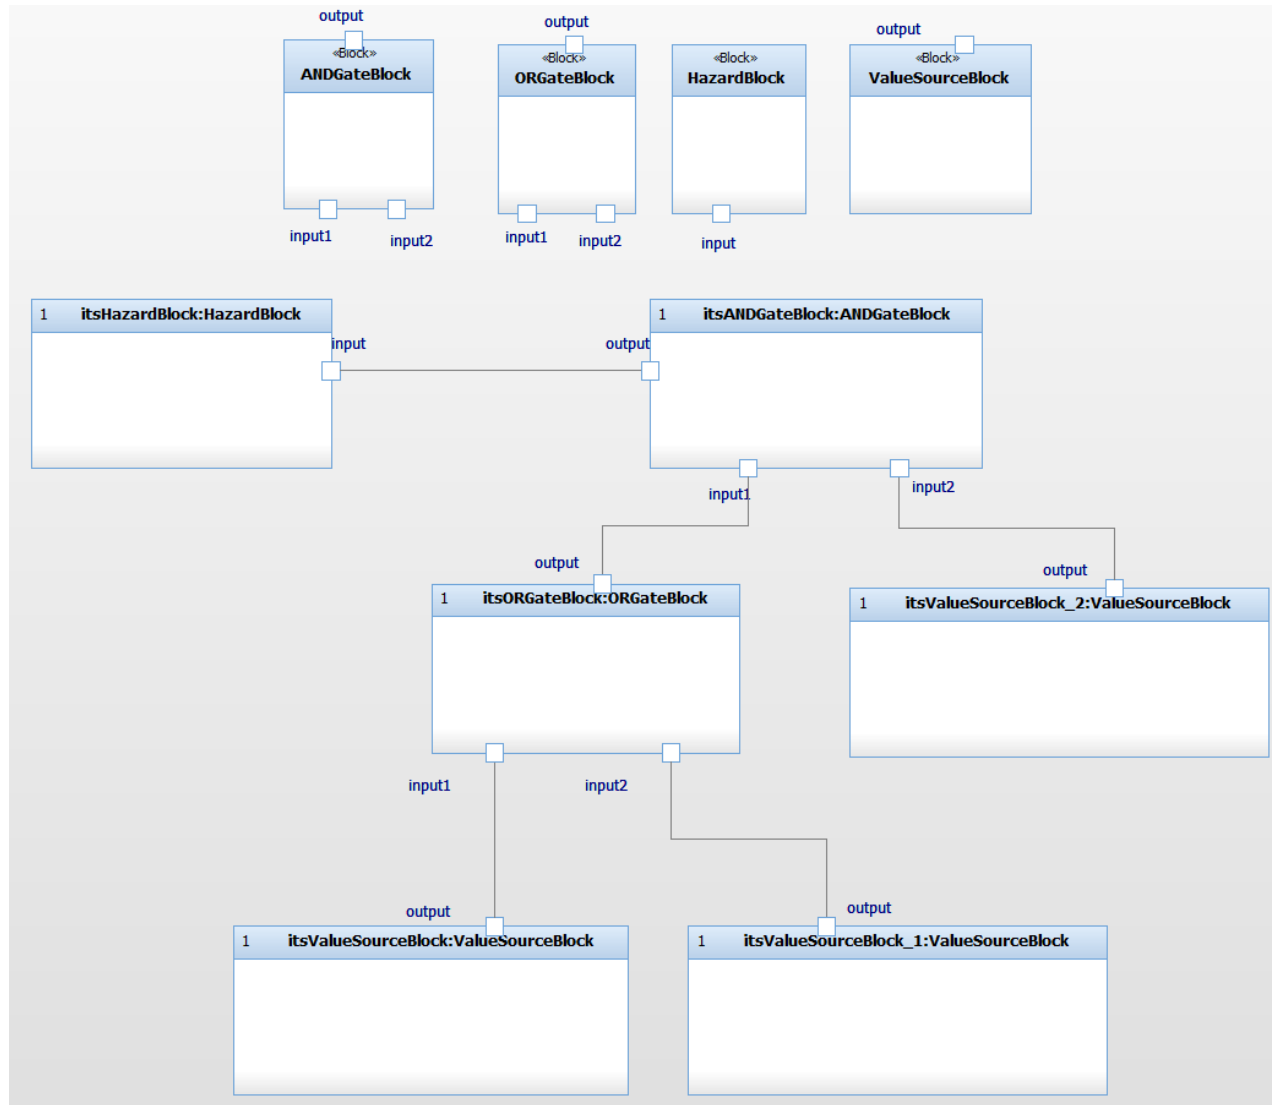 output
«Block»
ANDGateBlock
input1
input2
output
«Block»
ORGateBlock
input1
input2
«Block»
HazardBlock
input
output
«Block»
ValueSourceBlock
1 itsHazardBlock:HazardBlock
input
1 itsANDGateBlock:ANDGateBlock
output
input1
input2
output
1 itsORGateBlock:ORGateBlock
input1
input2
output
1 itsValueSourceBlock_2:ValueSourceBlock
output
1 itsValueSourceBlock:ValueSourceBlock
output
1 itsValueSourceBlock_1:ValueSourceBlock